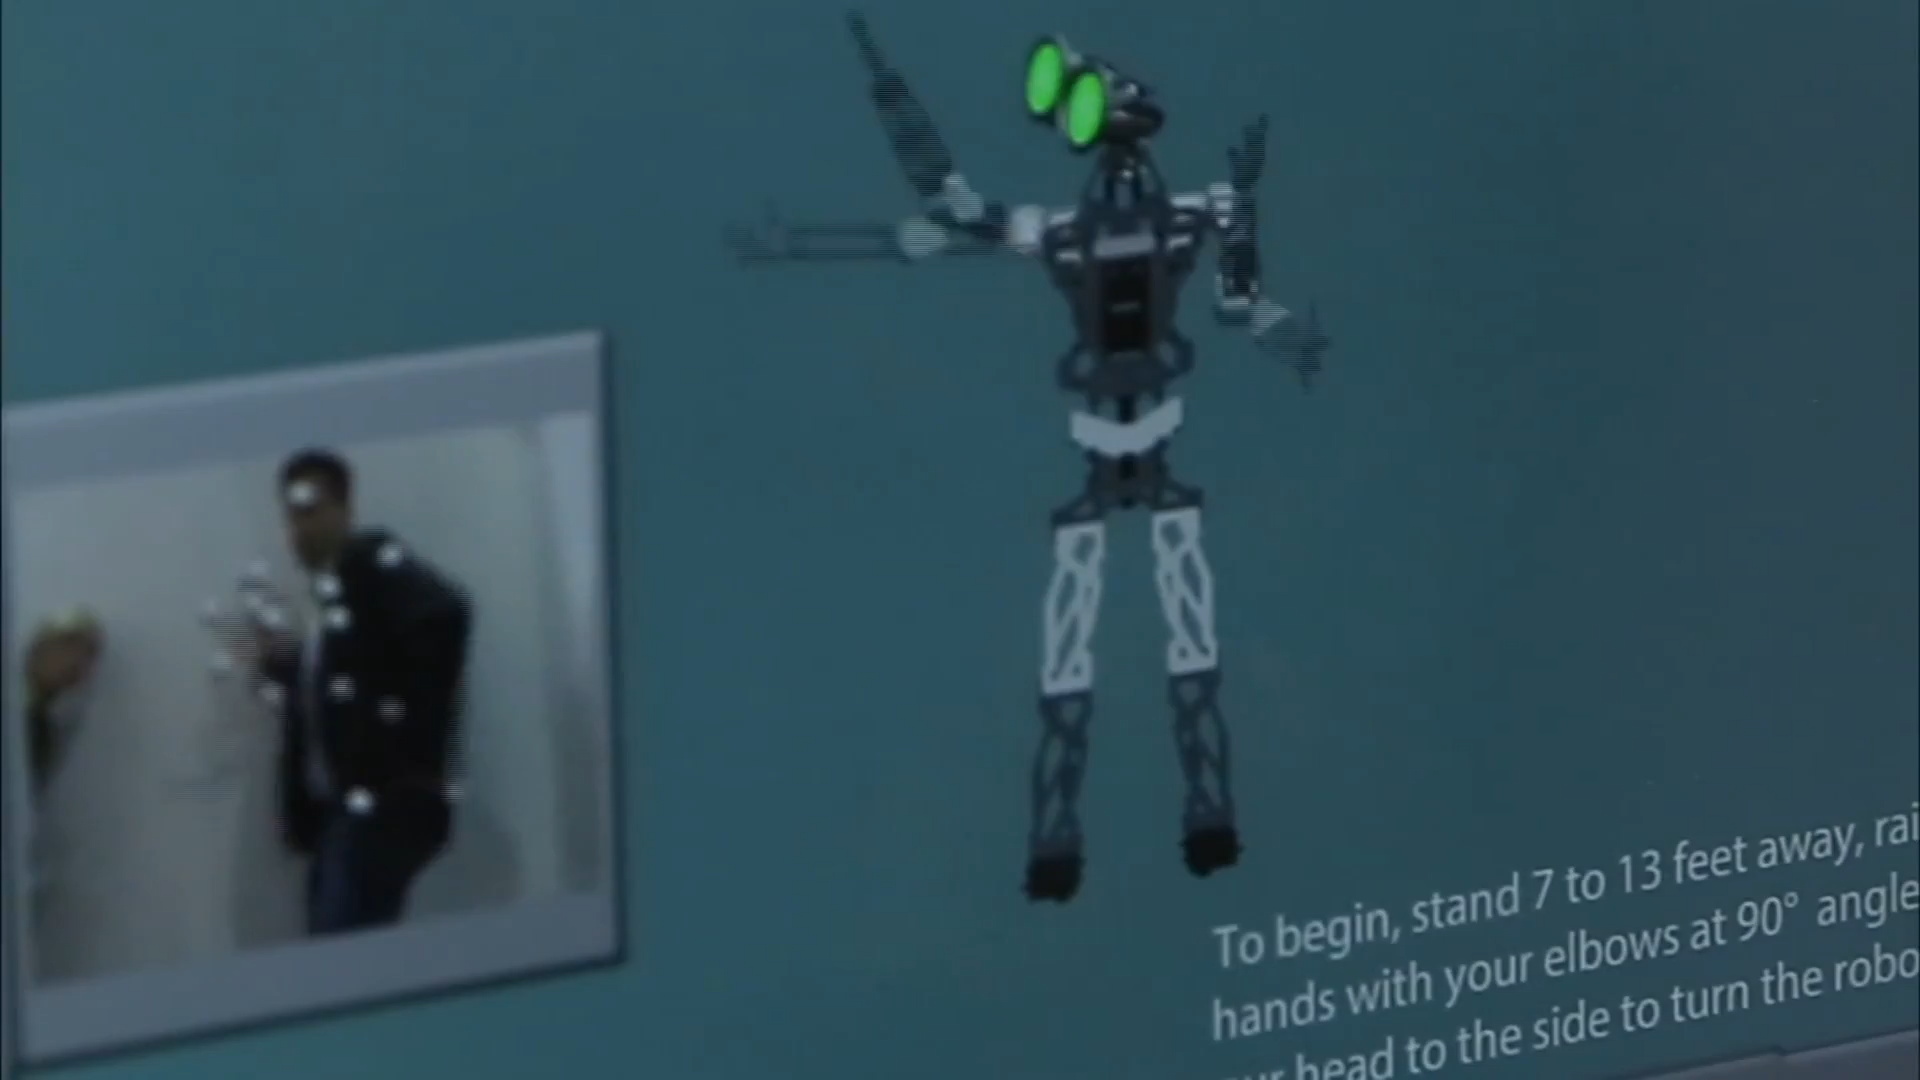 To begin, stand 7 to 13 feet away, rai
hands with your elbows at 90° angle
head to the side to turn the robo